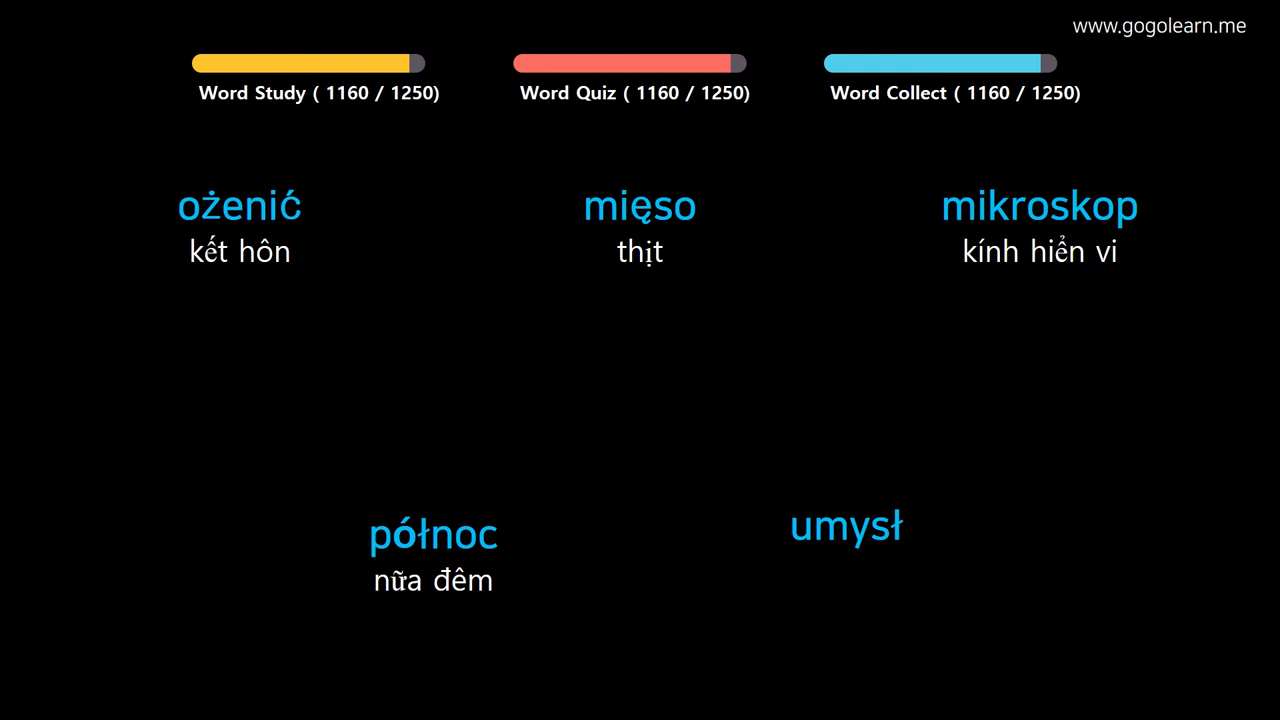 www.gogolearn.me
Word Study ( 1160 / 1250)
Word Quiz ( 1160 / 1250)
Word Collect ( 1160 / 1250)
ożenić
kết hôn
mięso
thịt
mikroskop
kính hiển vi
północ
nữa đêm
umysł